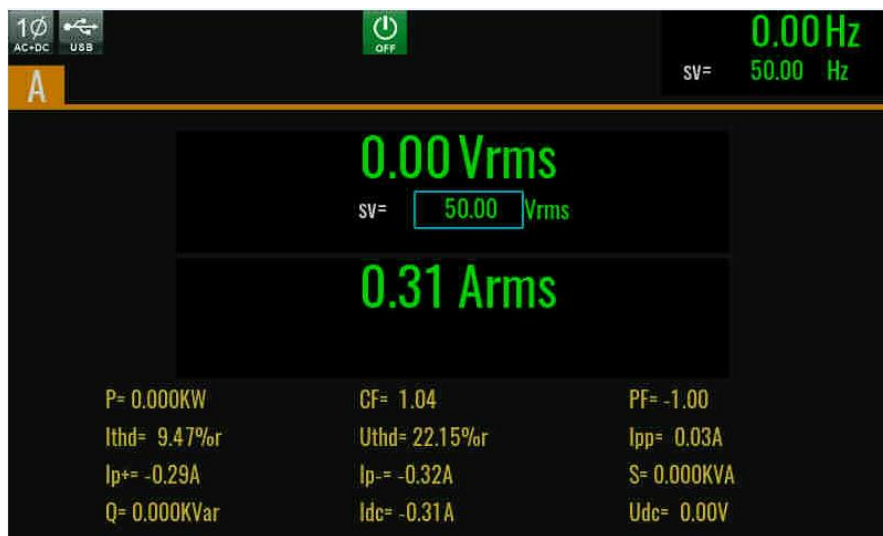 1Ø
AC+DC
USB
OFF
0.00 Hz
SV= 50.00 Hz
A
0.00 Vrms
SV= 50.00 Vrms
0.31 Arms
P= 0.000KW CF= 1.04 PF= -1.00
Ithd= 9.47%r Uthd= 22.15%r Ipp= 0.03A
Ip+= -0.29A Ip-= -0.32A S= 0.000KVA
Q= 0.000KVar Idc= -0.31A Udc= 0.00V